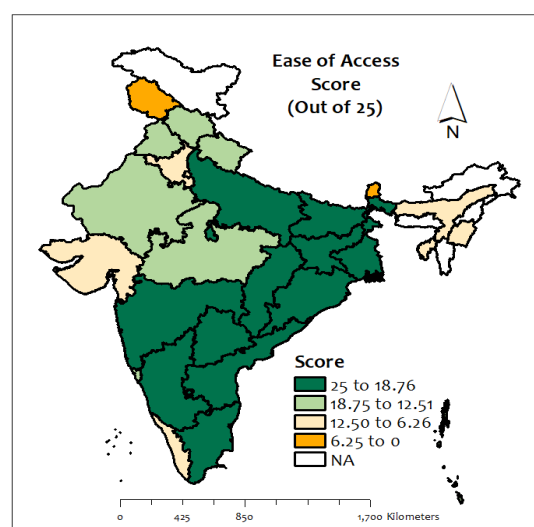 Ease of Access
Score
(Out of 25)
N
Score
25 to 18.76
18.75 to 12.51
12.50 to 6.26
6.25 to 0
NA
0 425 850 1,700 Kilometers